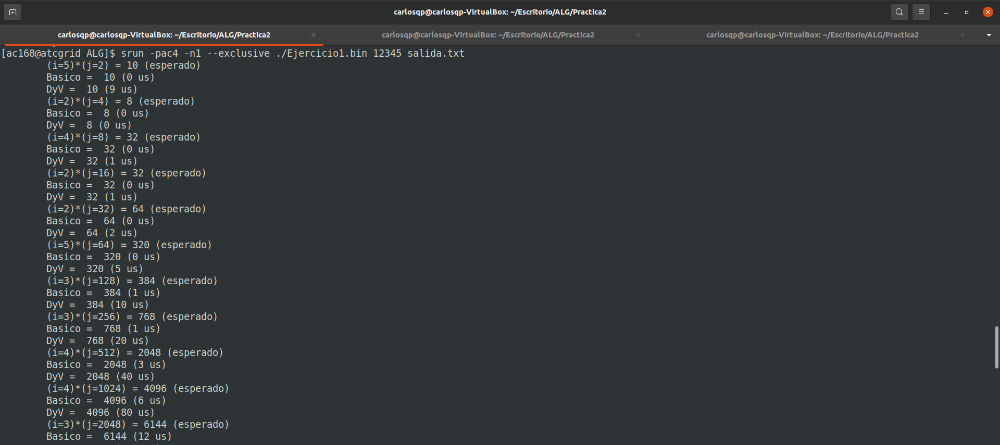 carlosqp@carlosqp-VirtualBox: ~/Escritorio/ALG/Practica2
carlosqp@carlosqp-VirtualBox: ~/Escritorio/ALG/Practica2
carlosqp@carlosqp-VirtualBox: ~/Escritorio/ALG/Practica2
carlosqp@carlosqp-VirtualBox: ~/Escritorio/ALG/Practica2
[ac168@atcgrid ALG]$ srun -pac4 -n1 --exclusive ./Ejercicio1.bin 12345 salida.txt
(i=5)*(j=2) = 10 (esperado)
Basico =  10 (0 us)
DyV =  10 (9 us)
(i=2)*(j=4) = 8 (esperado)
Basico =  8 (0 us)
DyV =  8 (0 us)
(i=4)*(j=8) = 32 (esperado)
Basico =  32 (0 us)
DyV =  32 (1 us)
(i=2)*(j=16) = 32 (esperado)
Basico =  32 (0 us)
DyV =  32 (1 us)
(i=2)*(j=32) = 64 (esperado)
Basico =  64 (0 us)
DyV =  64 (2 us)
(i=5)*(j=64) = 320 (esperado)
Basico =  320 (0 us)
DyV =  320 (5 us)
(i=3)*(j=128) = 384 (esperado)
Basico =  384 (1 us)
DyV =  384 (10 us)
(i=3)*(j=256) = 768 (esperado)
Basico =  768 (1 us)
DyV =  768 (20 us)
(i=4)*(j=512) = 2048 (esperado)
Basico =  2048 (3 us)
DyV =  2048 (40 us)
(i=4)*(j=1024) = 4096 (esperado)
Basico =  4096 (6 us)
DyV =  4096 (80 us)
(i=3)*(j=2048) = 6144 (esperado)
Basico =  6144 (12 us)